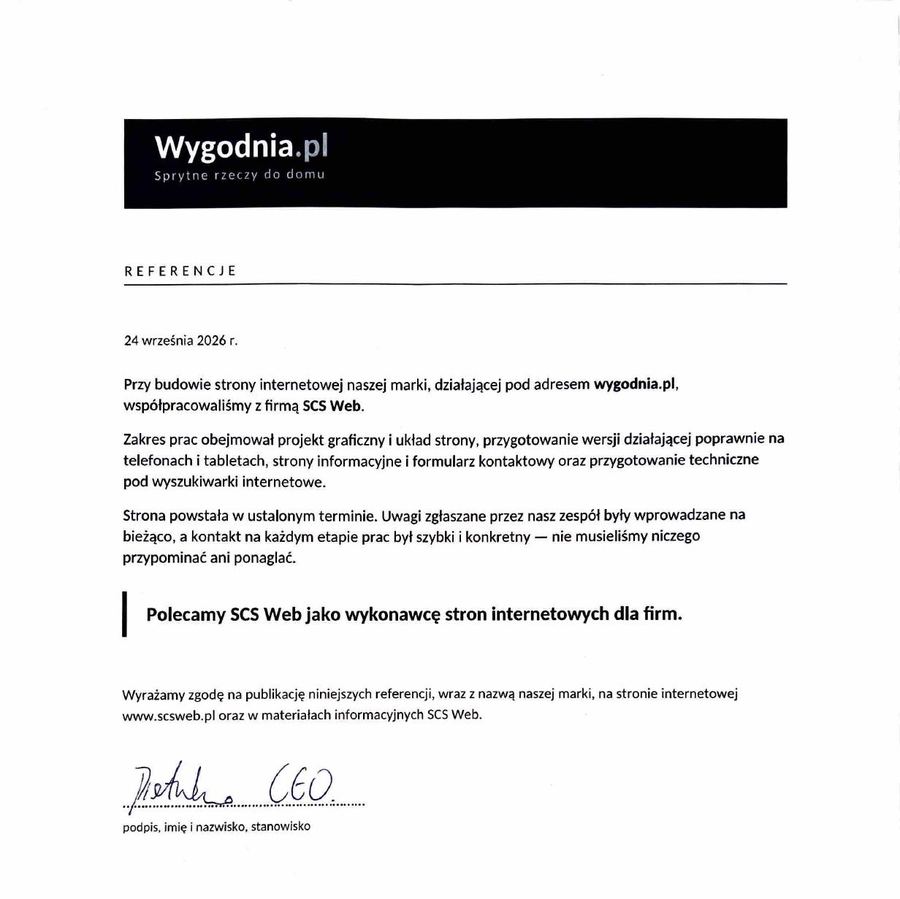 Wygodnia.pl
Sprytne rzeczy do domu
REFERENCJE
24 września 2026 r.
Przy budowie strony internetowej naszej marki, działającej pod adresem wygodnia.pl,
współpracowaliśmy z firmą SCS Web.
Zakres prac obejmował projekt graficzny i układ strony, przygotowanie wersji działającej poprawnie na
telefonach i tabletach, strony informacyjne i formularz kontaktowy oraz przygotowanie techniczne
pod wyszukiwarki internetowe.
Strona powstała w ustalonym terminie. Uwagi zgłaszane przez nasz zespół były wprowadzane na
bieżąco, a kontakt na każdym etapie prac był szybki i konkretny — nie musieliśmy niczego
przypominać ani ponaglać.
Polecamy SCS Web jako wykonawcę stron internetowych dla firm.
Wyrażamy zgodę na publikację niniejszych referencji, wraz z nazwą naszej marki, na stronie internetowej
www.scsweb.pl oraz w materiałach informacyjnych SCS Web.
CEO.
podpis, imię i nazwisko, stanowisko